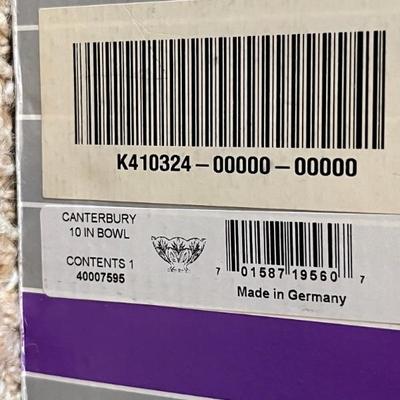 K410324-00000-00000
CANTERBURY
10 IN BOWL
CONTENTS 1
40007595
7 01587 19560 7
Made in Germany